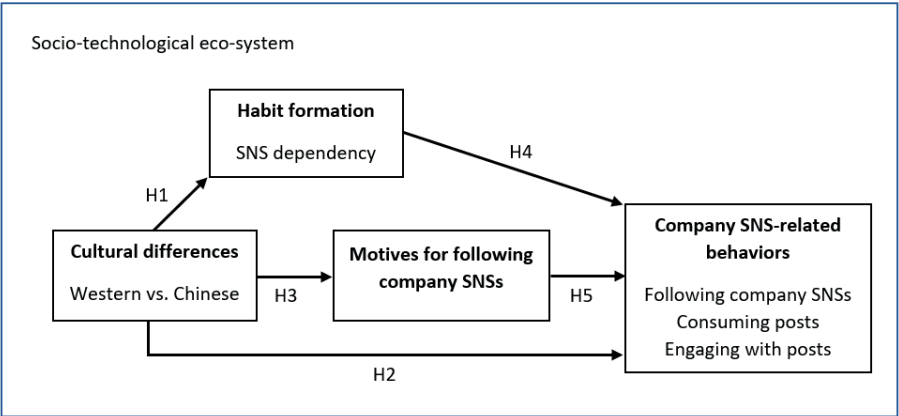 Socio-technological eco-system
Habit formation
SNS dependency
H4
H1
Cultural differences
Western vs. Chinese
H3
Motives for following
company SNSs
H5
Company SNS-related
behaviors
Following company SNSs
Consuming posts
Engaging with posts
H2